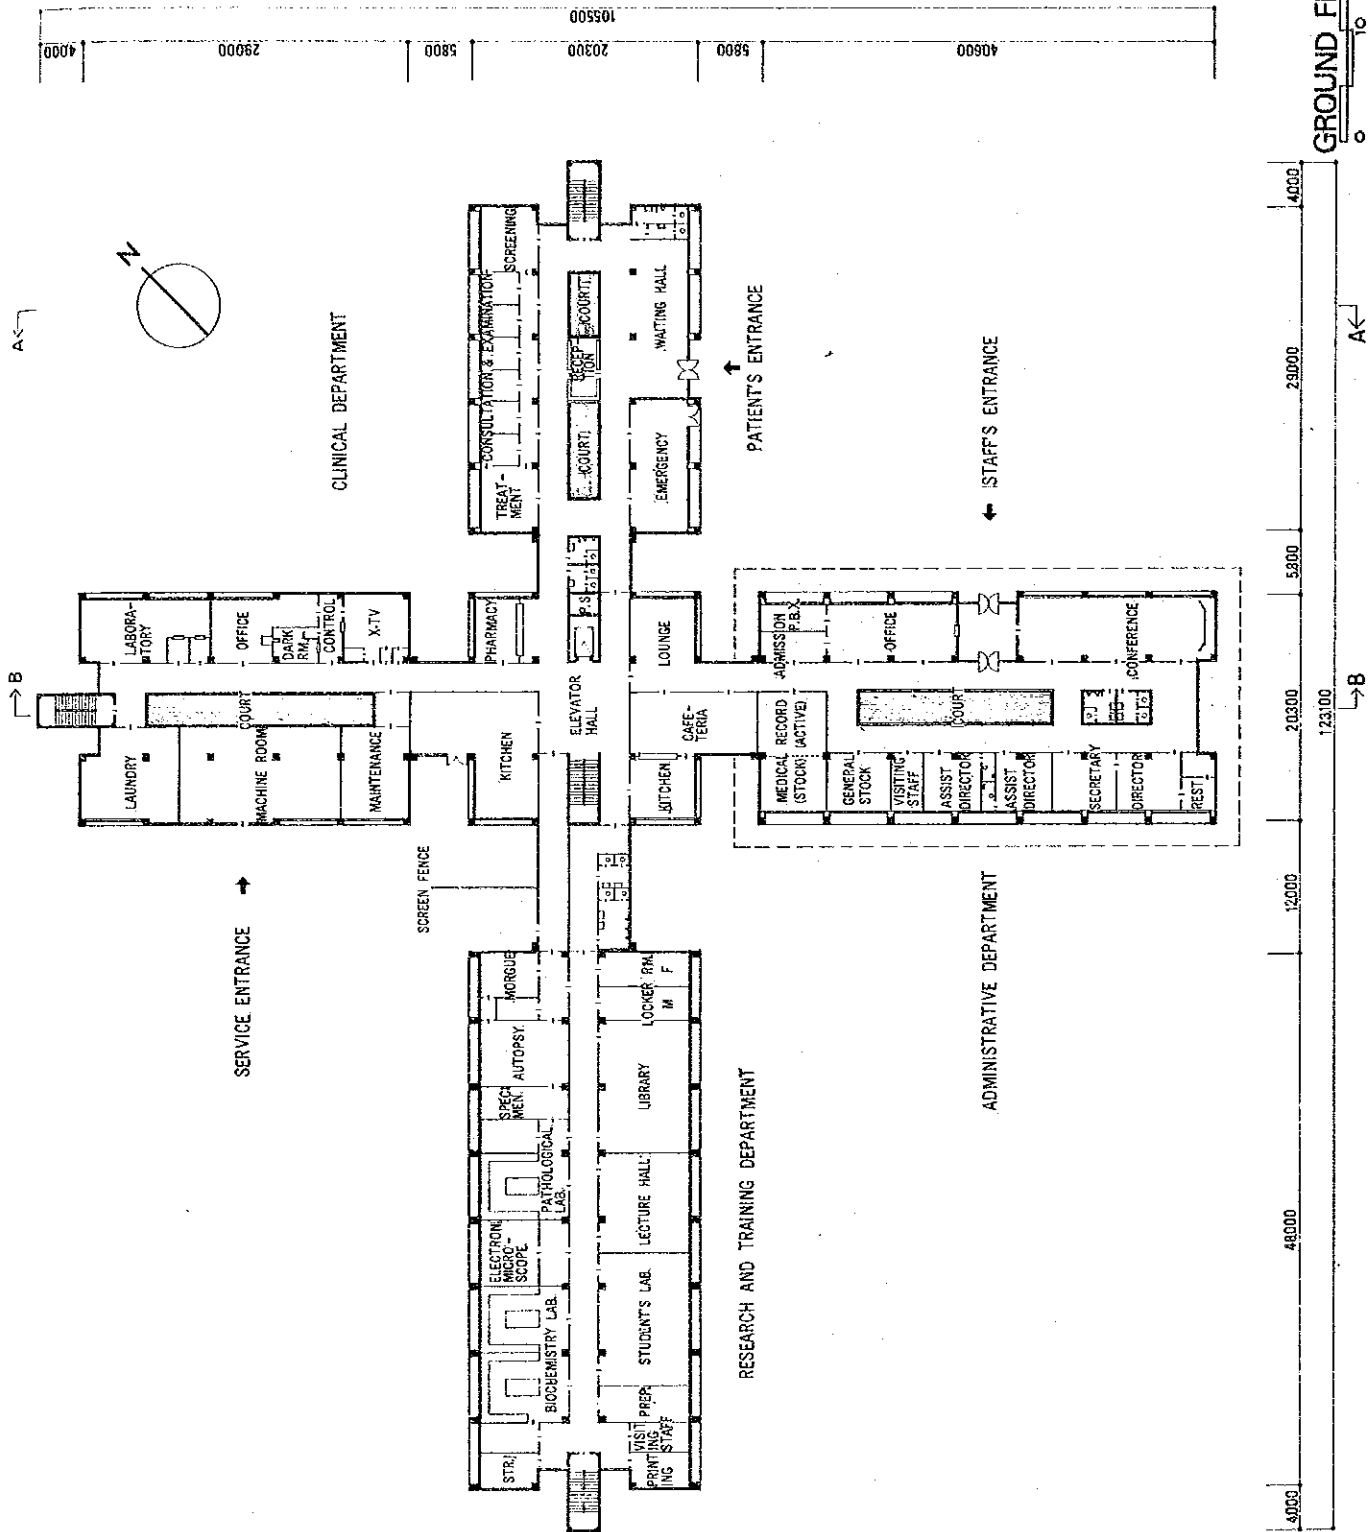 105500
4000
29000
5800
20300
5800
40600
GROUND
0
10
N
A
B
CLINICAL DEPARTMENT
LABORA-
TORY
OFFICE
DARK
RM.
CONTROL
X-TV
COURT
LAUNDRY
MACHINE ROOM
MAINTENANCE
SERVICE ENTRANCE
SCREEN FENCE
PHARMACY
KITCHEN
ELEVATOR
HALL
P.S.
LOUNGE
CAFE-
TERIA
KITCHEN
SCREENING
CONSULTATION & EXAMINATION
TREAT-
MENT
COURT
RECEP-
TION
COURT
WAITING HALL
EMERGENCY
PATIENT'S ENTRANCE
STAFF'S ENTRANCE
MORGUE
AUTOPSY
SPECI-
MEN.
PATHOLOGICAL
LAB.
ELECTRON
MICRO-
SCOPE.
BIOCHEMISTRY LAB.
STR.
LOCKER RM.
M F
LIBRARY
LECTURE HALL
STUDENT'S LAB.
PREP.
VISIT
ING
STAFF
PRINT
ING
RESEARCH AND TRAINING DEPARTMENT
ADMISSION
P.B.X.
OFFICE
CONFERENCE
COURT
MEDICAL RECORD
(STOCK) (ACTIVE)
GENERAL
STOCK
VISITING
STAFF
ASSIST
DIRECTOR
ASSIST
DIRECTOR
SECRETARY
DIRECTOR
REST
ADMINISTRATIVE DEPARTMENT
4000
48000
12000
20300
5800
29000
4000
123100
B
A